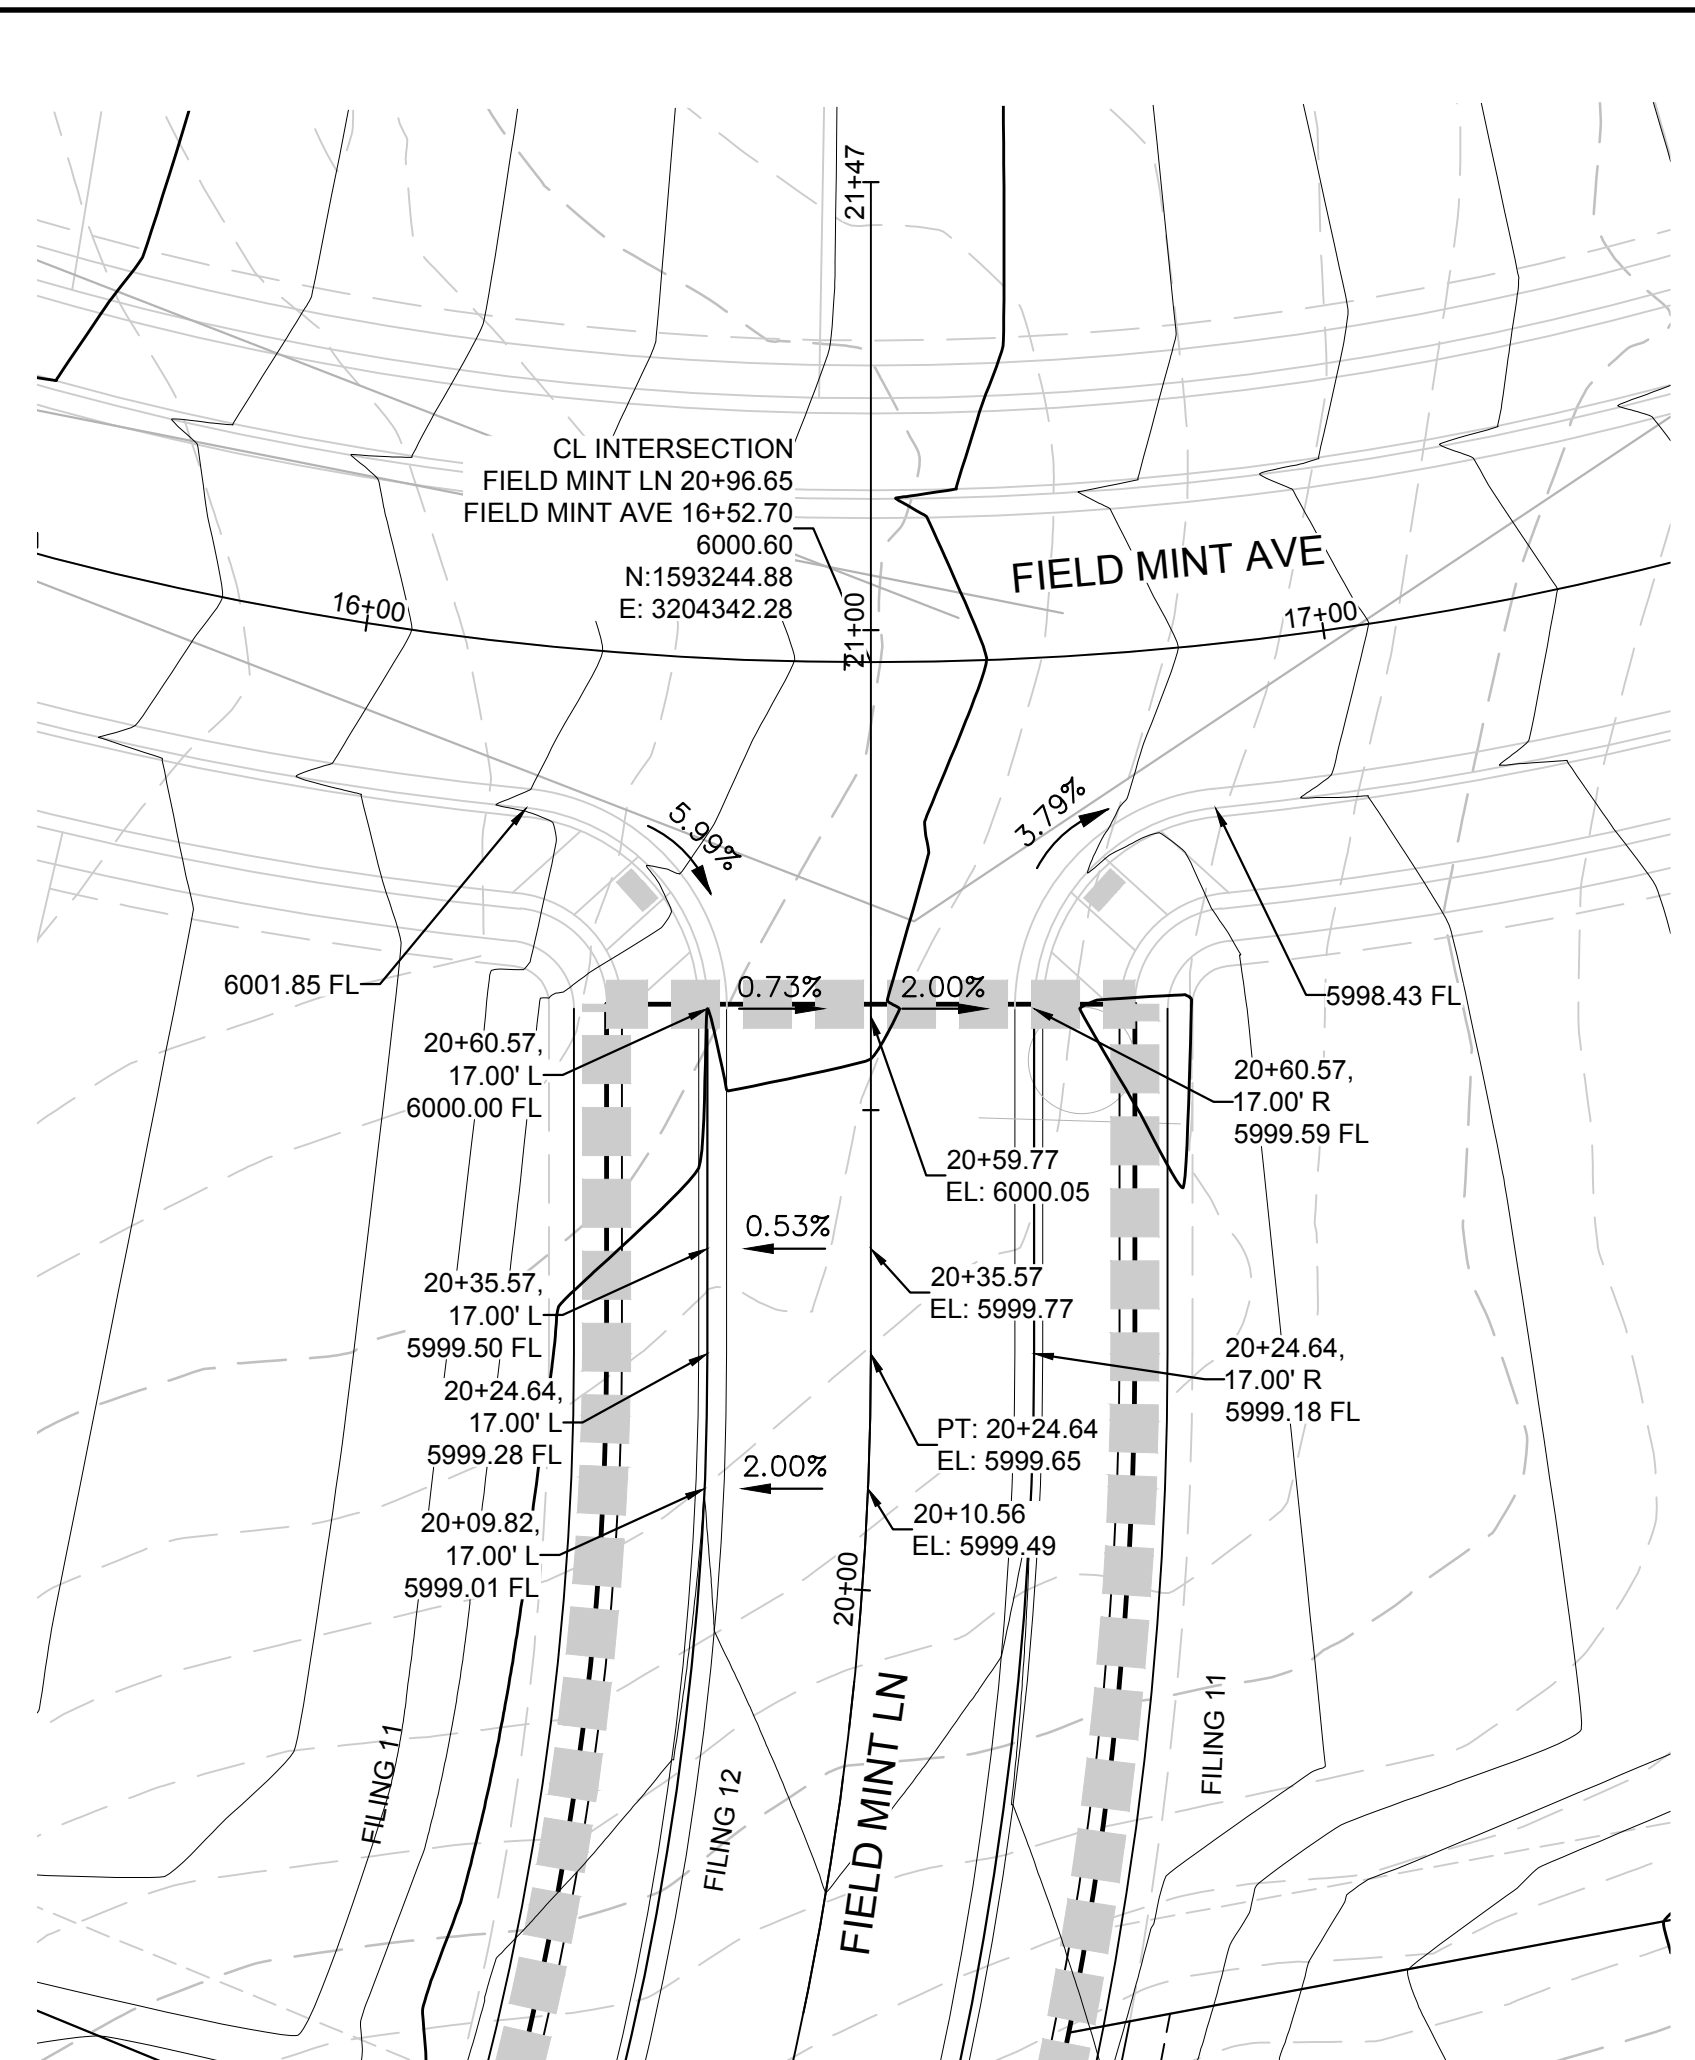 21+47
CL INTERSECTION
FIELD MINT LN 20+96.65
FIELD MINT AVE 16+52.70
6000.60
N:1593244.88
E: 3204342.28
FIELD MINT AVE
16+00
21+00
17+00
5.99%
3.79%
6001.85 FL
0.73%
2.00%
5998.43 FL
20+60.57,
17.00' L
6000.00 FL
20+60.57,
17.00' R
5999.59 FL
20+59.77
EL: 6000.05
0.53%
20+35.57,
17.00' L
5999.50 FL
20+35.57
EL: 5999.77
20+24.64,
17.00' L
5999.28 FL
20+24.64,
17.00' R
5999.18 FL
PT: 20+24.64
EL: 5999.65
2.00%
20+09.82,
17.00' L
5999.01 FL
20+10.56
EL: 5999.49
20+00
FIELD MINT LN
FILING 11
FILING 12
FILING 11